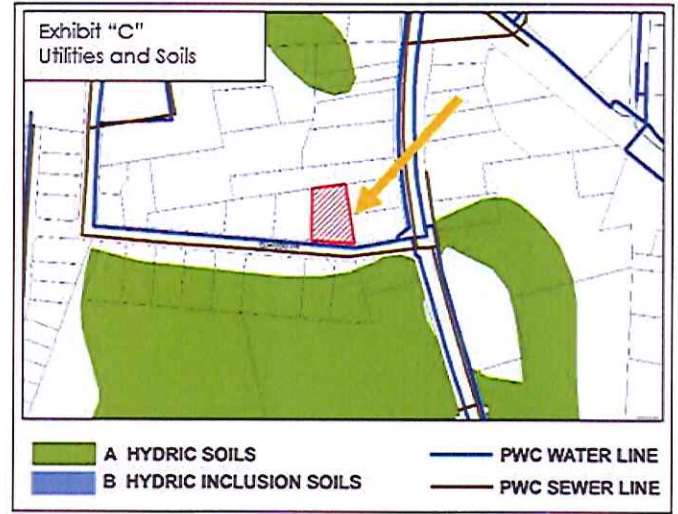 Exhibit "C"
Utilities and Soils
A HYDRIC SOILS
B HYDRIC INCLUSION SOILS
PWC WATER LINE
PWC SEWER LINE